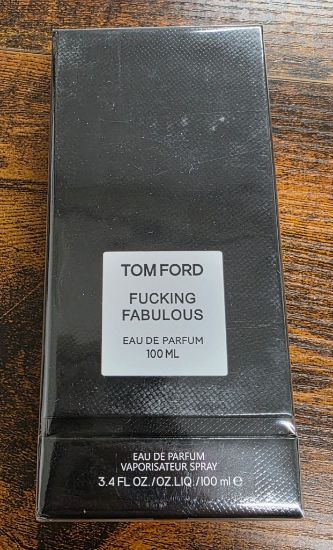 TOM FORD
FUCKING
FABULOUS
EAU DE PARFUM
100 ML
EAU DE PARFUM
VAPORISATEUR SPRAY
3.4 FL OZ./OZ.LIQ./100 ml ℮